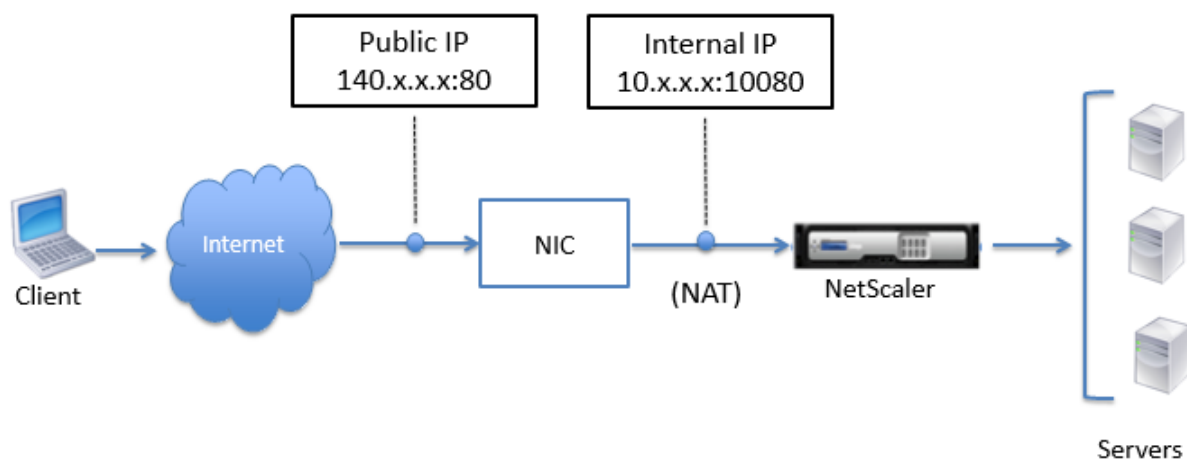 Public IP
140.x.x.x:80
Internal IP
10.x.x.x:10080
Client
Internet
NIC
(NAT)
NetScaler
Servers